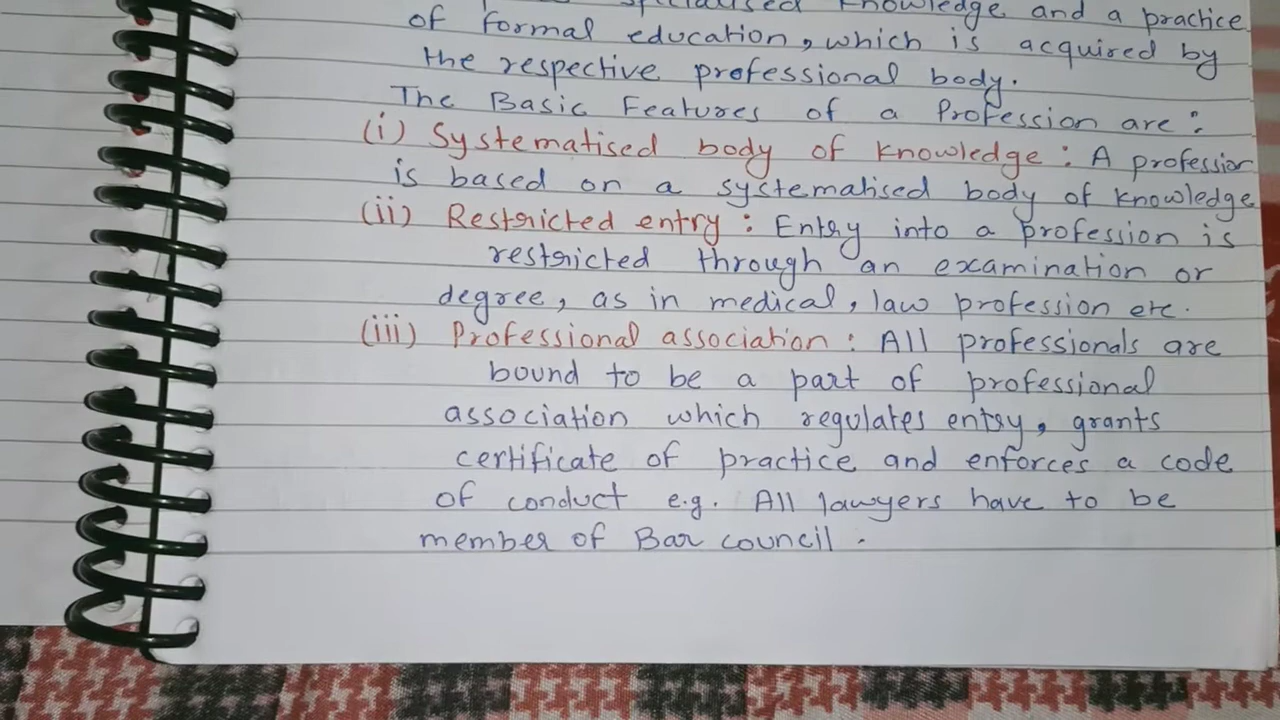 specialised knowledge and a practice
of formal education, which is acquired by
the respective professional body.
The Basic Features of a Profession are:
(i) Systematised body of knowledge: A profession
is based on a systematised body of knowledge
(ii) Restricted entry: Entry into a profession is
restricted through an examination or
degree, as in medical, law profession etc.
(iii) Professional association: All professionals are
bound to be a part of professional
association which regulates entry, grants
certificate of practice and enforces a code
of conduct e.g. All lawyers have to be
member of Bar council.